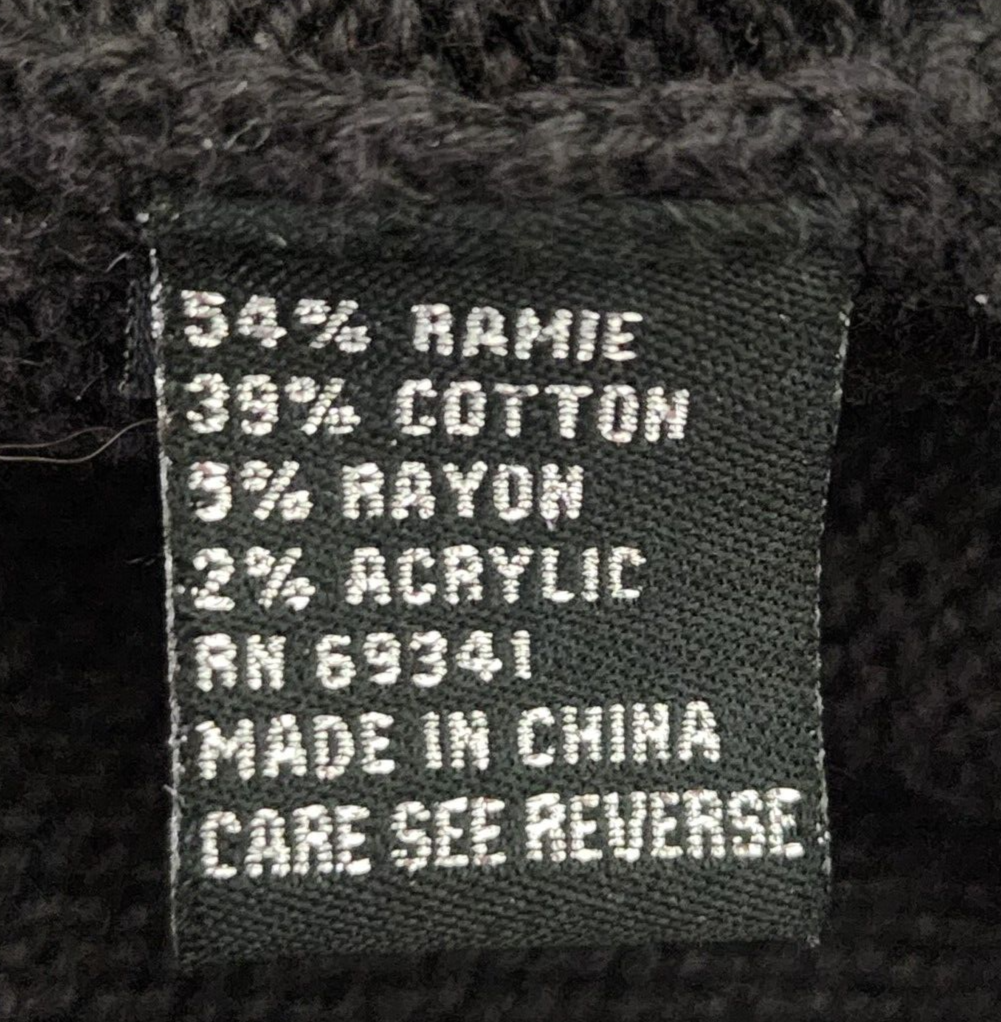 54% RAMIE
39% COTTON
5% RAYON
2% ACRYLIC
RN 69341
MADE IN CHINA
CARE SEE REVERSE